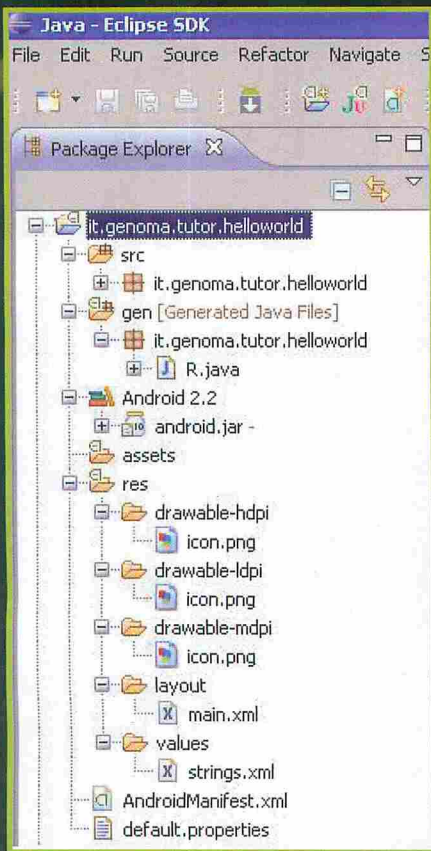 Java - Eclipse SDK
File Edit Run Source Refactor Navigate S
Package Explorer
it.genoma.tutor.helloworld
src
it.genoma.tutor.helloworld
gen [Generated Java Files]
it.genoma.tutor.helloworld
R.java
Android 2.2
android.jar -
assets
res
drawable-hdpi
icon.png
drawable-ldpi
icon.png
drawable-mdpi
icon.png
layout
main.xml
values
strings.xml
AndroidManifest.xml
default.properties